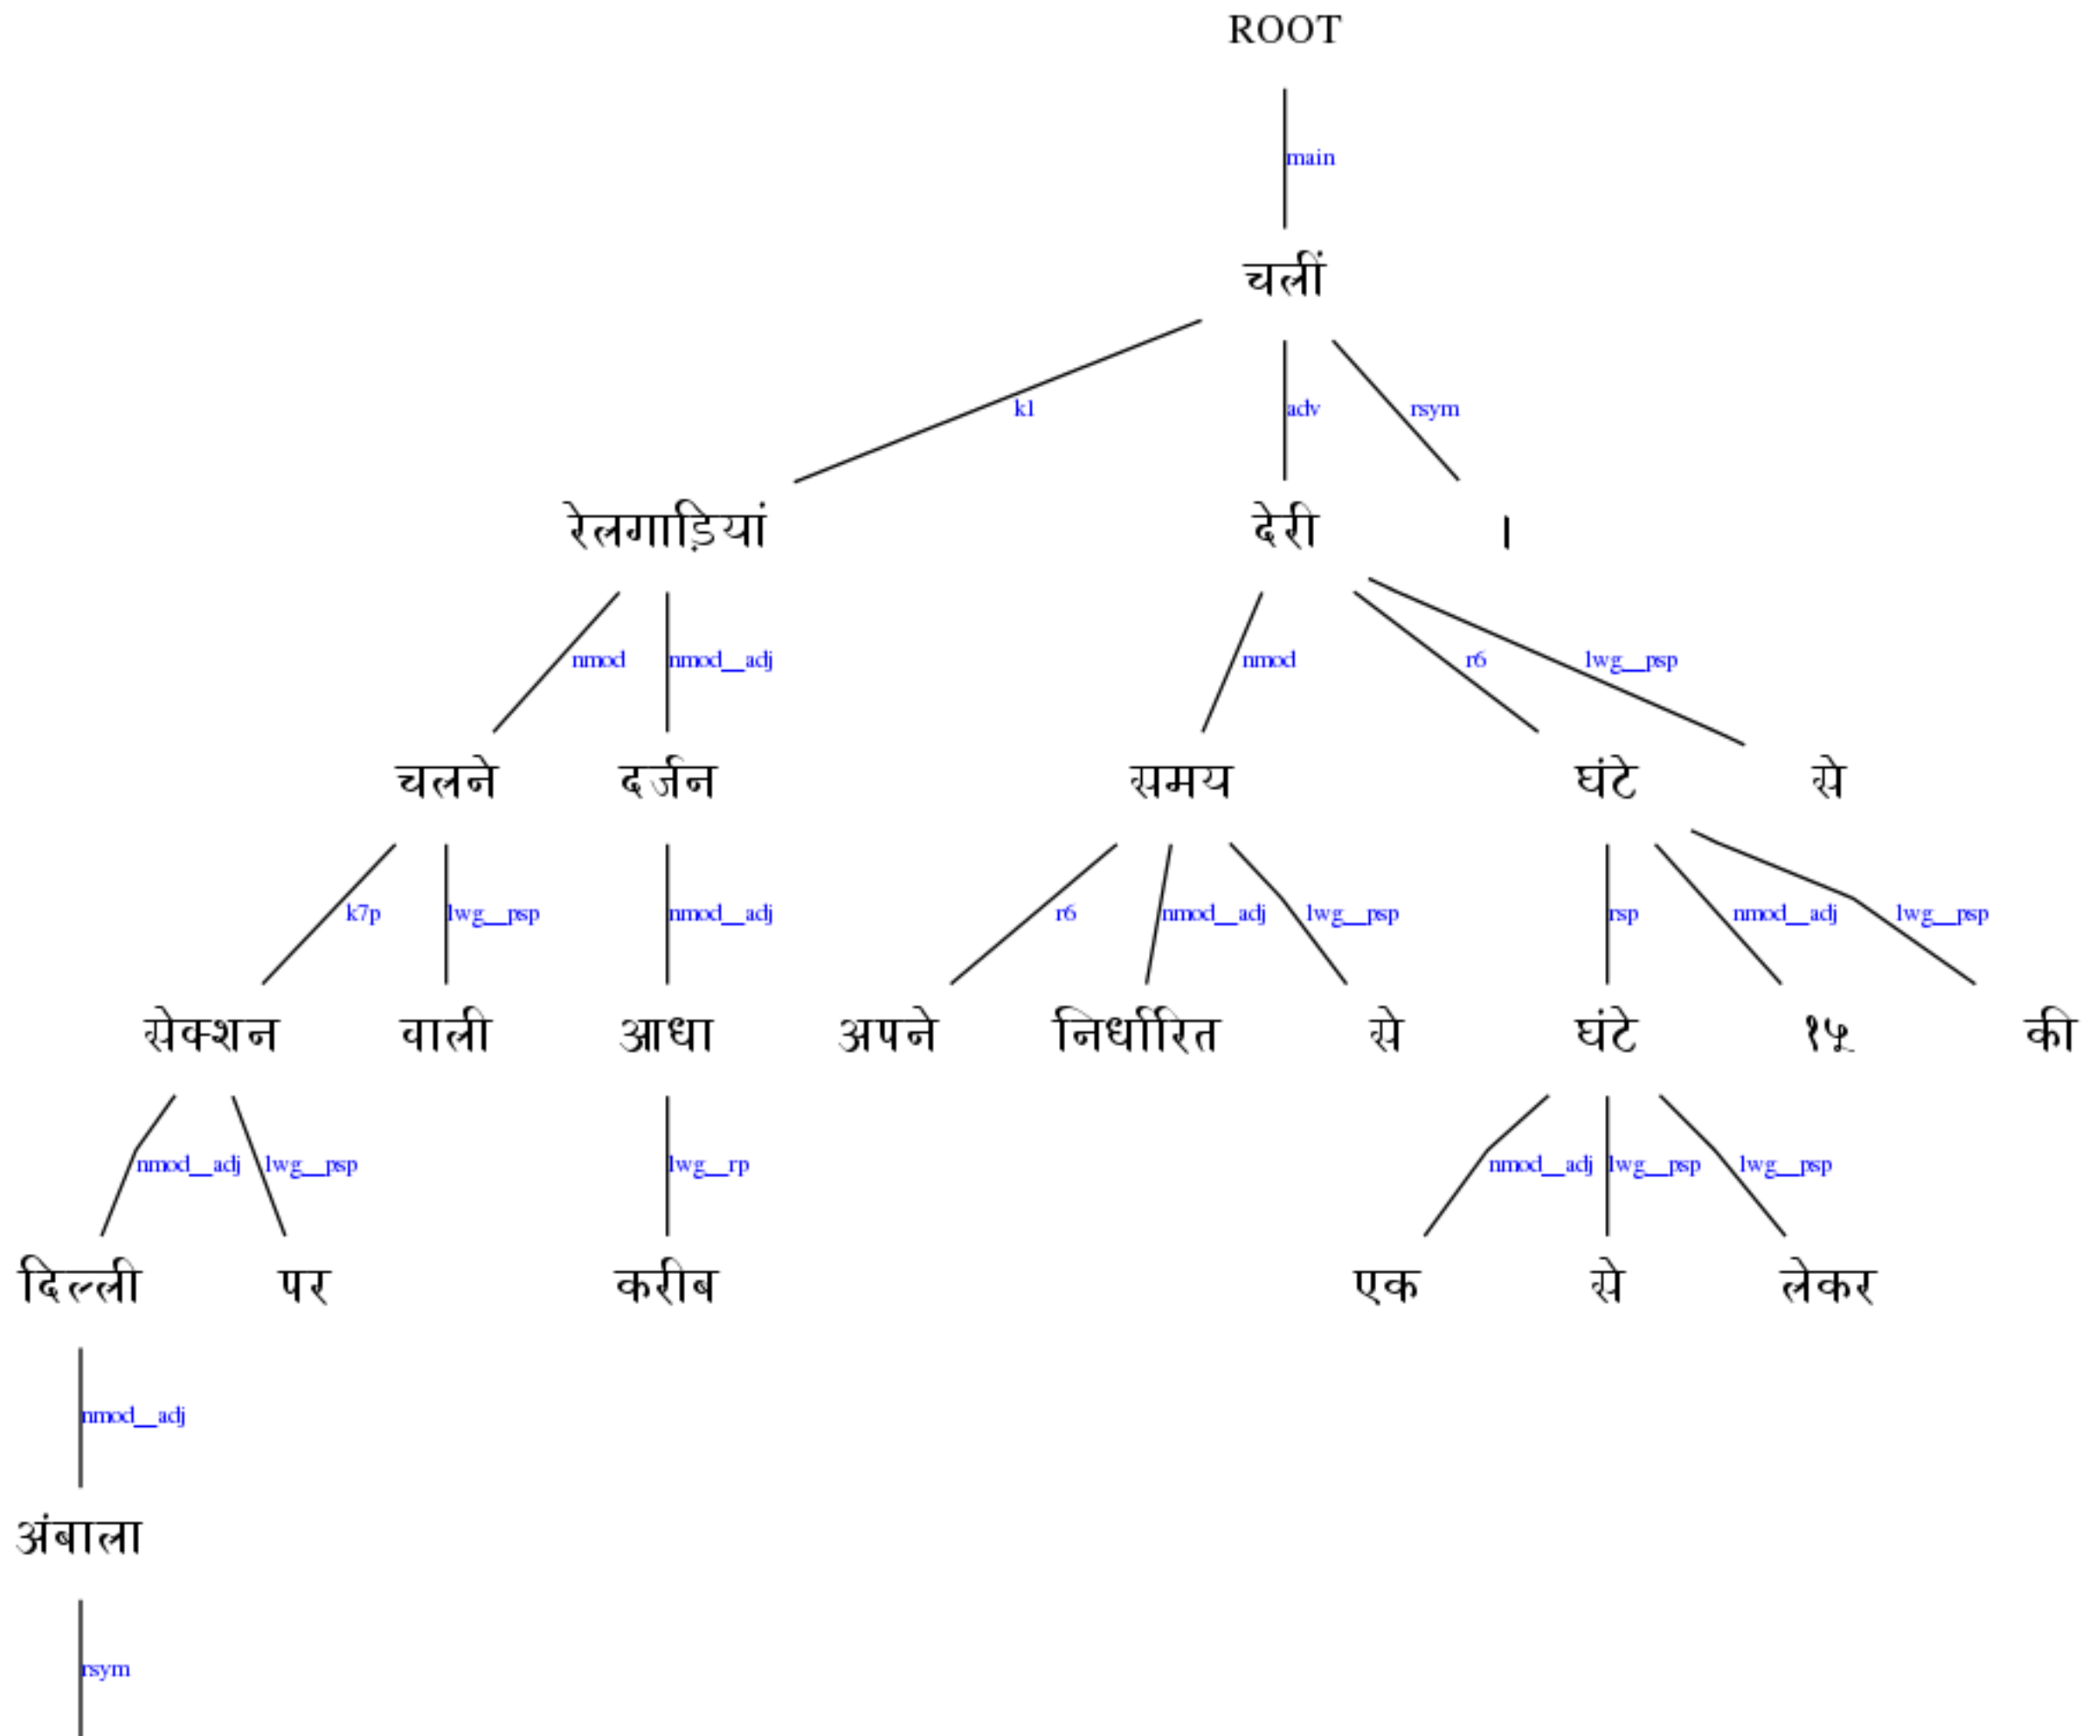 ROOT
main
चलीं
k1 adv rsym
रेलगाड़ियां देरी ।
nmod nmod__adj nmod r6 lwg__psp
चलने दर्जन समय घंटे से
k7p lwg__psp nmod__adj r6 nmod__adj lwg__psp rsp nmod__adj lwg__psp
सेक्शन वाली आधा अपने निर्धारित से घंटे १५ की
nmod__adj lwg__psp lwg__rp nmod__adj lwg__psp lwg__psp
दिल्ली पर करीब एक से लेकर
nmod__adj
अंबाला
rsym